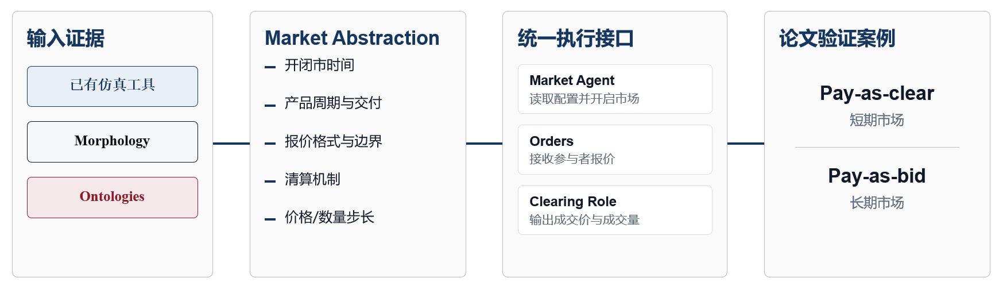 输入证据
已有仿真工具
Morphology
Ontologies
Market Abstraction
开闭市时间
产品周期与交付
报价格式与边界
清算机制
价格/数量步长
统一执行接口
Market Agent
读取配置并开启市场
Orders
接收参与者报价
Clearing Role
输出成交价与成交量
论文验证案例
Pay-as-clear
短期市场
Pay-as-bid
长期市场